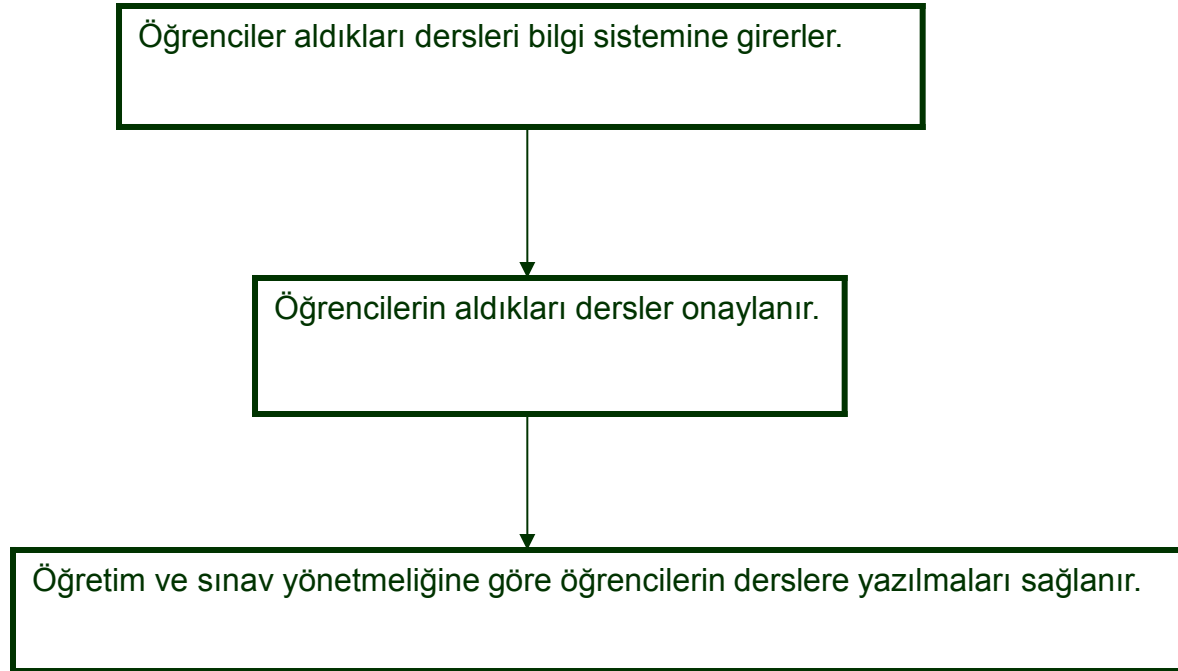 Öğrenciler aldıkları dersleri bilgi sistemine girerler.
Öğrencilerin aldıkları dersler onaylanır.
Öğretim ve sınav yönetmeliğine göre öğrencilerin derslere yazılmaları sağlanır.